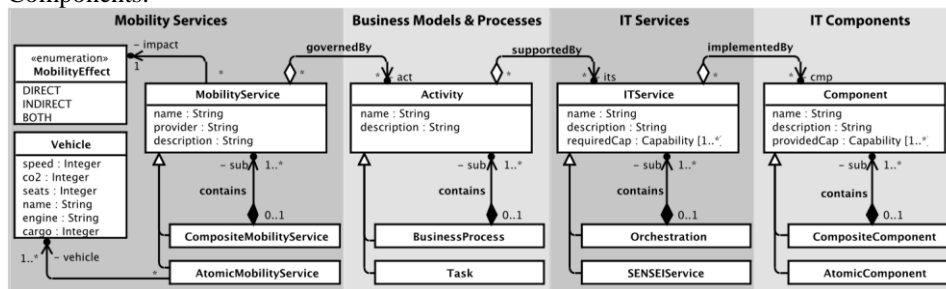 Components.
Mobility Services
Business Models & Processes
IT Services
IT Components
«enumeration»
MobilityEffect
DIRECT
INDIRECT
BOTH
– impact
1
*
governedBy
*
*
act
supportedBy
*
*
its
implementedBy
*
*
cmp
MobilityService
name : String
provider : String
description : String
Activity
name : String
description : String
ITService
name : String
description : String
requiredCap : Capability [1..*]
Component
name : String
description : String
providedCap : Capability [1..*]
Vehicle
speed : Integer
co2 : Integer
seats : Integer
name : String
engine : String
cargo : Integer
– sub
1..*
contains
0..1
– sub
1..*
contains
0..1
– sub
1..*
contains
0..1
– sub
1..*
contains
0..1
CompositeMobilityService
BusinessProcess
Orchestration
CompositeComponent
1..*
– vehicle
*
AtomicMobilityService
Task
SENSEIService
AtomicComponent